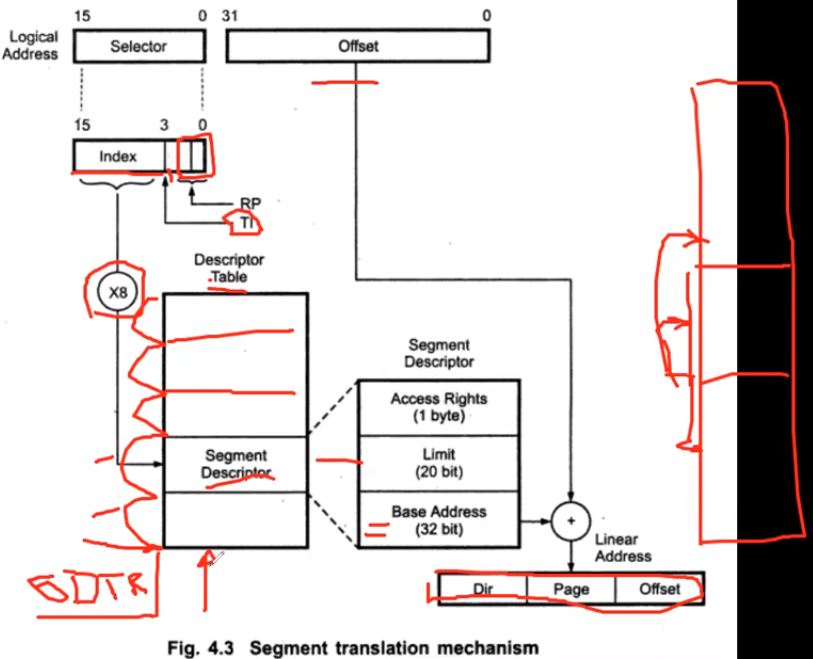 15 0 31 0
Logical
Address
Selector
Offset
15 3 0
Index
RP
TI
Descriptor
Table
X8
Segment
Descriptor
Access Rights
(1 byte)
Segment
Descriptor
Limit
(20 bit)
Base Address
(32 bit)
+
Linear
Address
Dir Page Offset
GDTR
Fig. 4.3 Segment translation mechanism